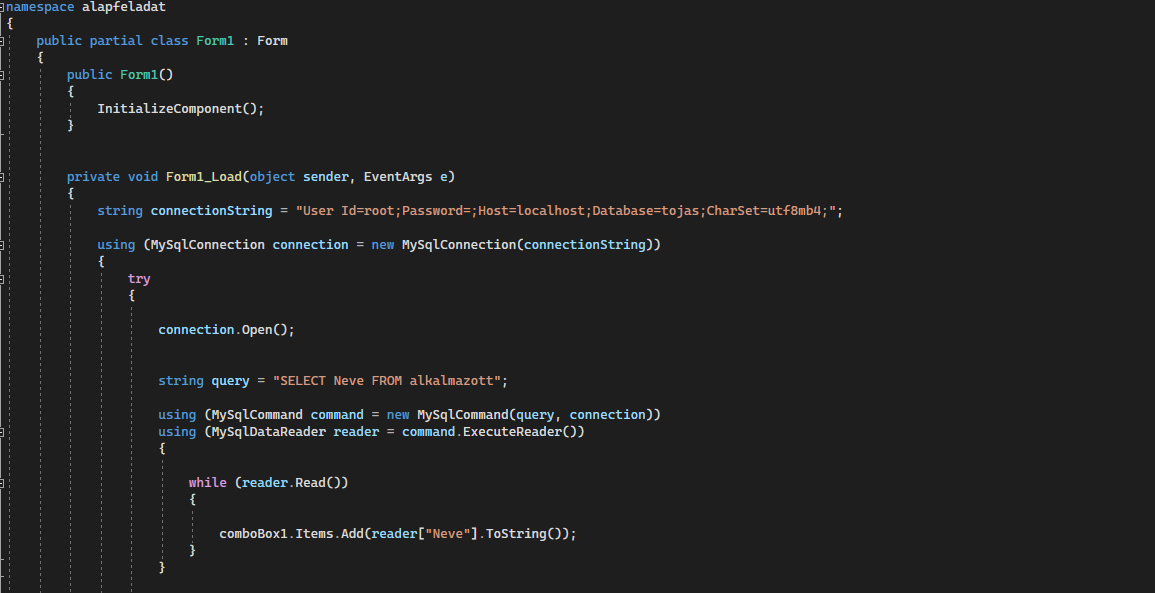 namespace alapfeladat
{
public partial class Form1 : Form
{
public Form1()
{
InitializeComponent();
}
private void Form1_Load(object sender, EventArgs e)
{
string connectionString = "User Id=root;Password=;Host=localhost;Database=tojas;CharSet=utf8mb4;";
using (MySqlConnection connection = new MySqlConnection(connectionString))
{
try
{
connection.Open();
string query = "SELECT Neve FROM alkalmazott";
using (MySqlCommand command = new MySqlCommand(query, connection))
using (MySqlDataReader reader = command.ExecuteReader())
{
while (reader.Read())
{
comboBox1.Items.Add(reader["Neve"].ToString());
}
}